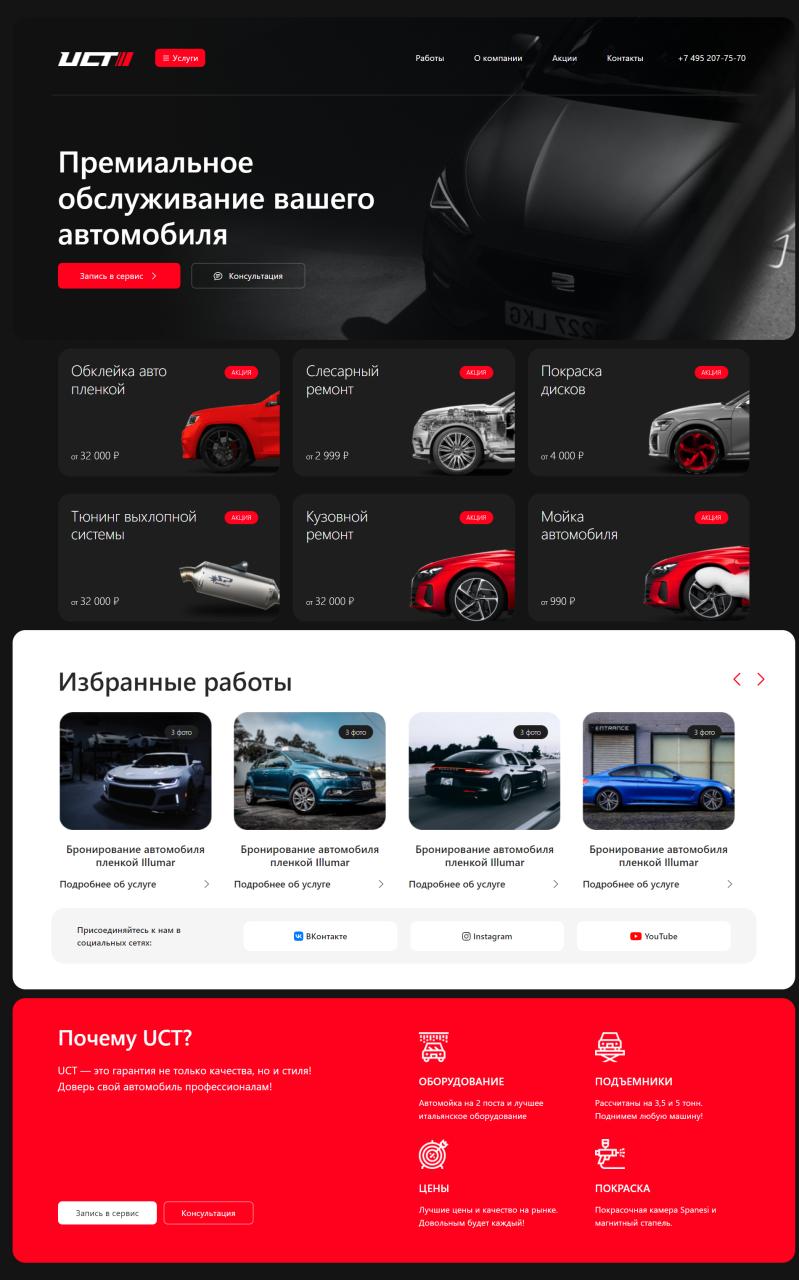 UCT
Услуги
Работы
О компании
Акции
Контакты
+7 495 207-75-70
Премиальное
обслуживание вашего
автомобиля
Запись в сервис
Консультация
Обклейка авто
пленкой
АКЦИЯ
от 32 000 ₽
Слесарный
ремонт
АКЦИЯ
от 2 999 ₽
Покраска
дисков
АКЦИЯ
от 4 000 ₽
Тюнинг выхлопной
системы
АКЦИЯ
от 32 000 ₽
Кузовной
ремонт
АКЦИЯ
от 32 000 ₽
Мойка
автомобиля
АКЦИЯ
от 990 ₽
Избранные работы
3 фото
Бронирование автомобиля
пленкой Illumar
Подробнее об услуге
3 фото
Бронирование автомобиля
пленкой Illumar
Подробнее об услуге
3 фото
Бронирование автомобиля
пленкой Illumar
Подробнее об услуге
ENTRANCE
3 фото
Бронирование автомобиля
пленкой Illumar
Подробнее об услуге
Присоединяйтесь к нам в
социальных сетях:
ВКонтакте
Instagram
YouTube
Почему UCT?
UCT — это гарантия не только качества, но и стиля!
Доверь свой автомобиль профессионалам!
Запись в сервис
Консультация
ОБОРУДОВАНИЕ
Автомойка на 2 поста и лучшее
итальянское оборудование
ПОДЪЕМНИКИ
Рассчитаны на 3,5 и 5 тонн.
Поднимем любую машину!
ЦЕНЫ
Лучшие цены и качество на рынке.
Довольным будет каждый!
ПОКРАСКА
Покрасочная камера Spanesi и
магнитный стапель.